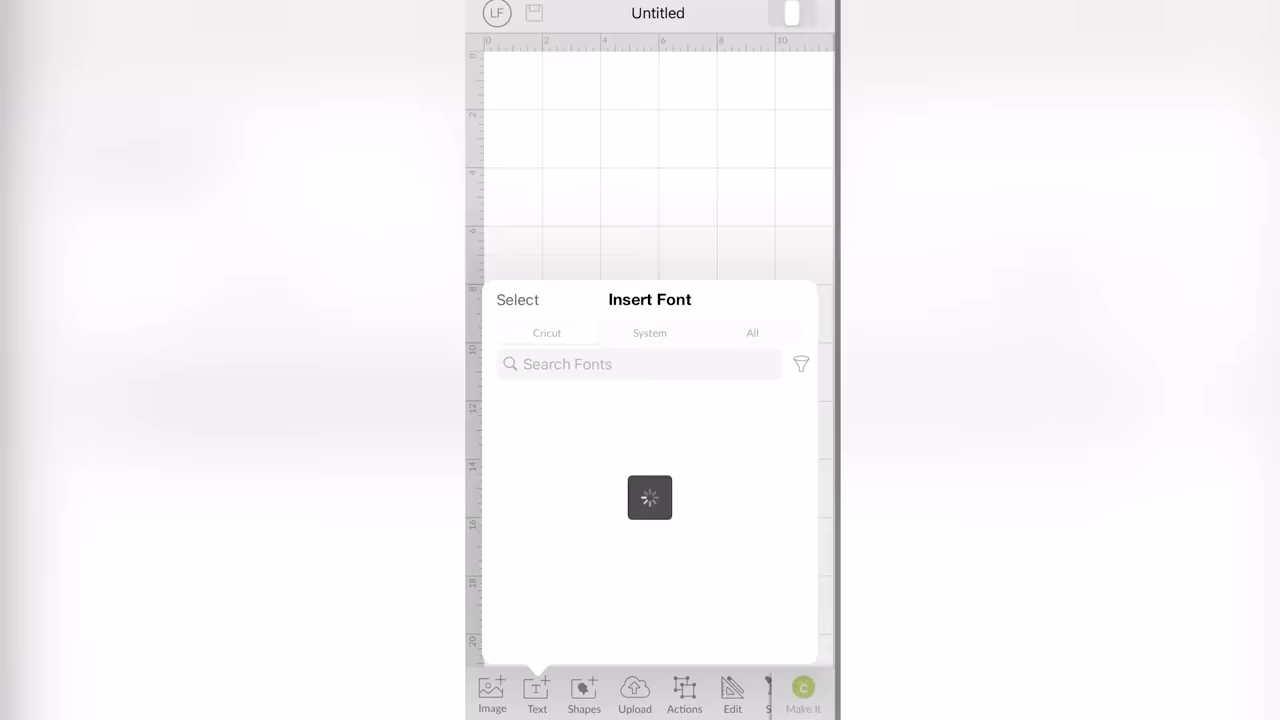 LF
Untitled
0 2 4 6 8 10
0
2
4
6
8
10
12
14
16
18
20
Select Insert Font
Cricut System All
Search Fonts
Image Text Shapes Upload Actions Edit S Make It